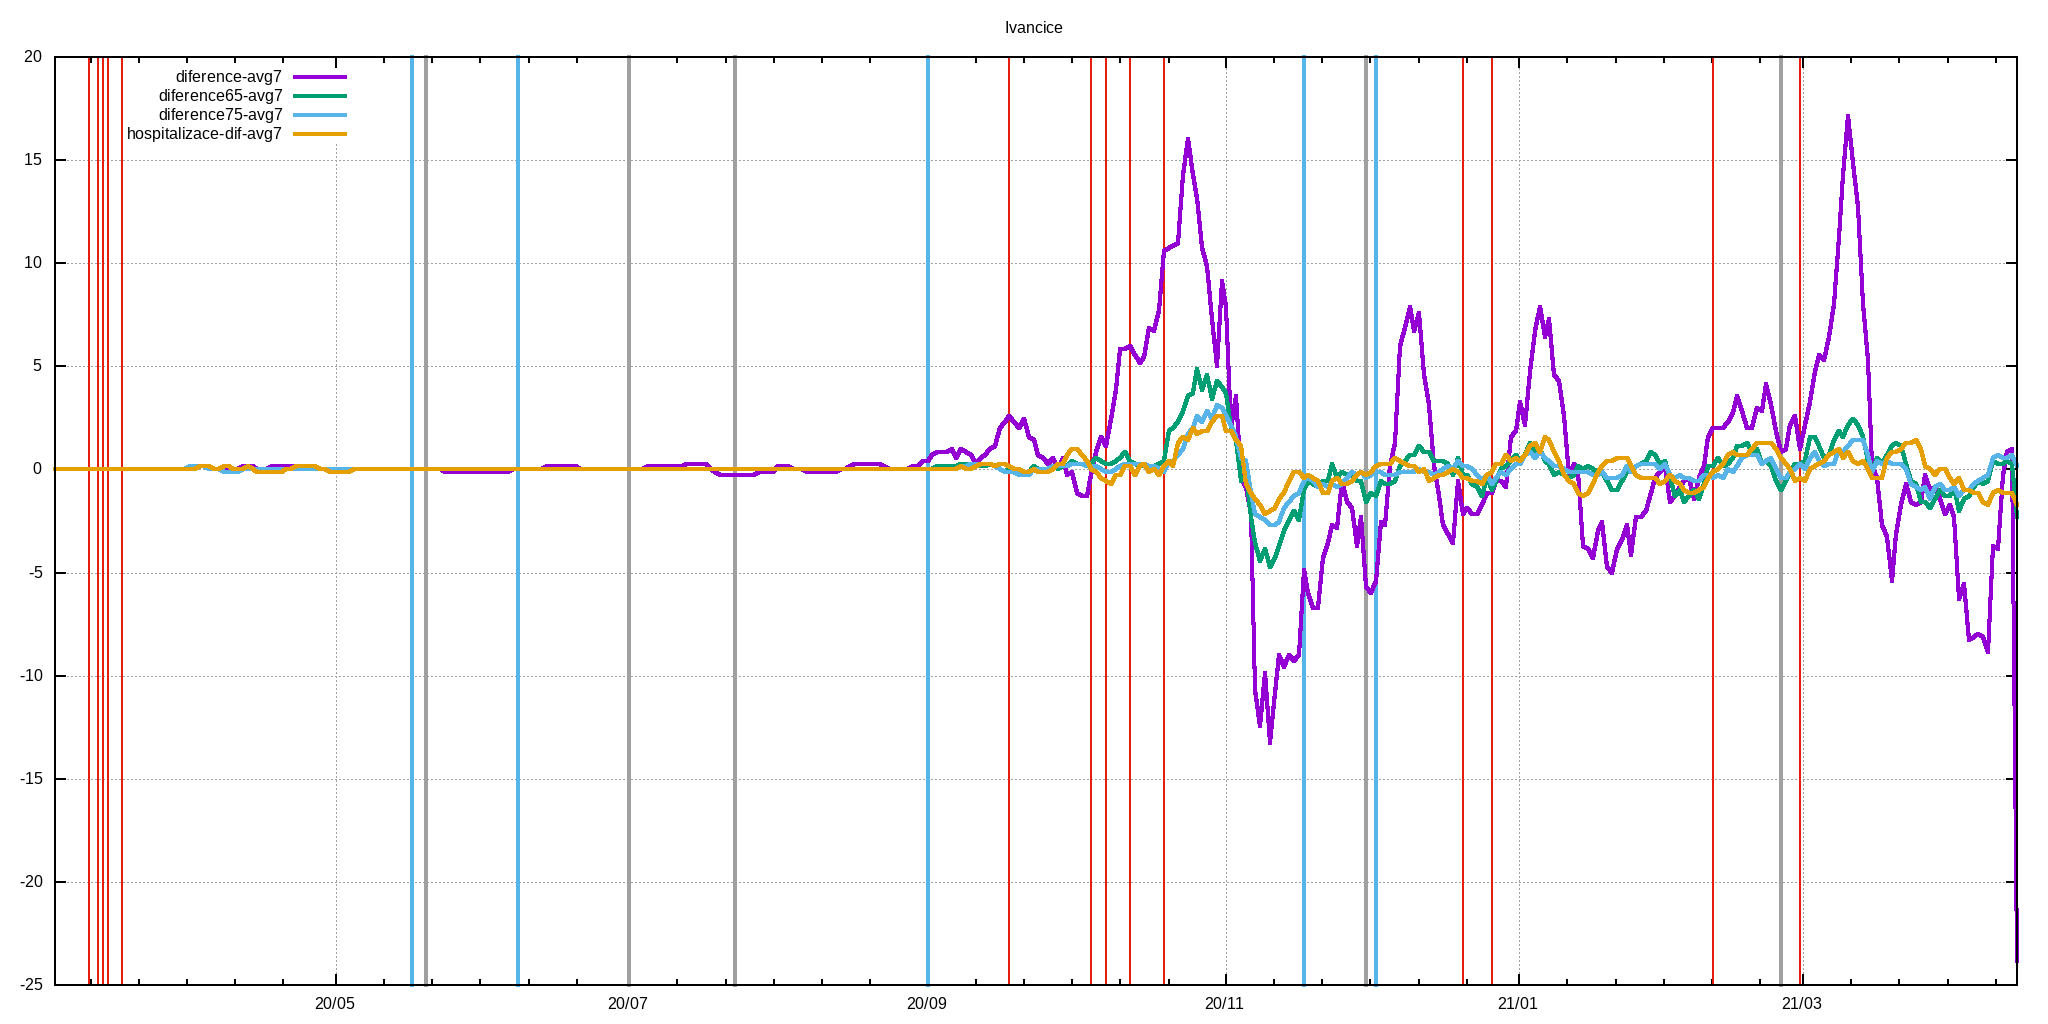 Ivancice
20
diference-avg7
diference65-avg7
diference75-avg7
hospitalizace-dif-avg7
15
10
5
0
-5
-10
-15
-20
-25
20/05 20/07 20/09 20/11 21/01 21/03